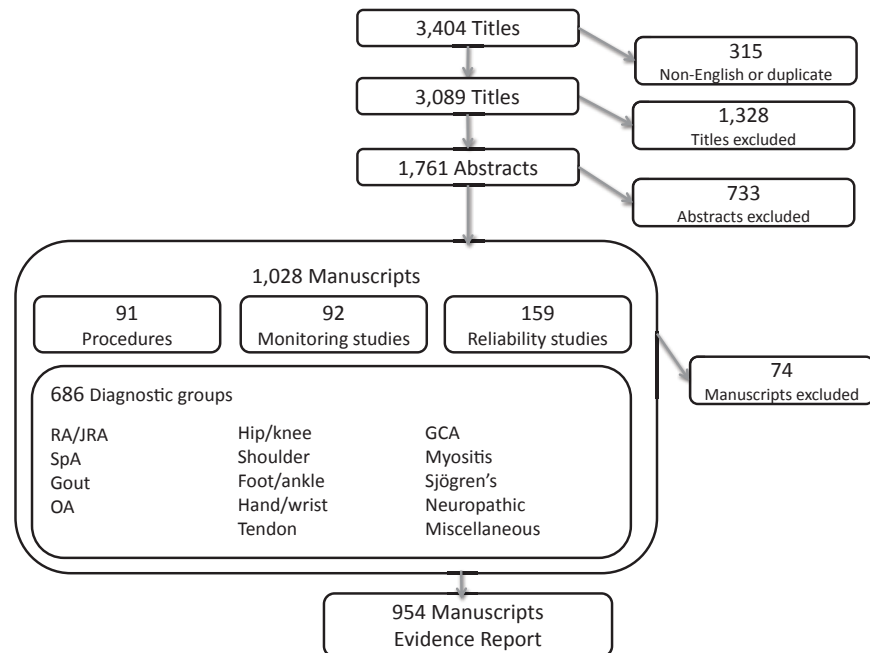 3,404 Titles
315
Non-English or duplicate
3,089 Titles
1,328
Titles excluded
1,761 Abstracts
733
Abstracts excluded
1,028 Manuscripts
91
Procedures
92
Monitoring studies
159
Reliability studies
74
Manuscripts excluded
686 Diagnostic groups
RA/JRA
SpA
Gout
OA
Hip/knee
Shoulder
Foot/ankle
Hand/wrist
Tendon
GCA
Myositis
Sjögren's
Neuropathic
Miscellaneous
954 Manuscripts
Evidence Report